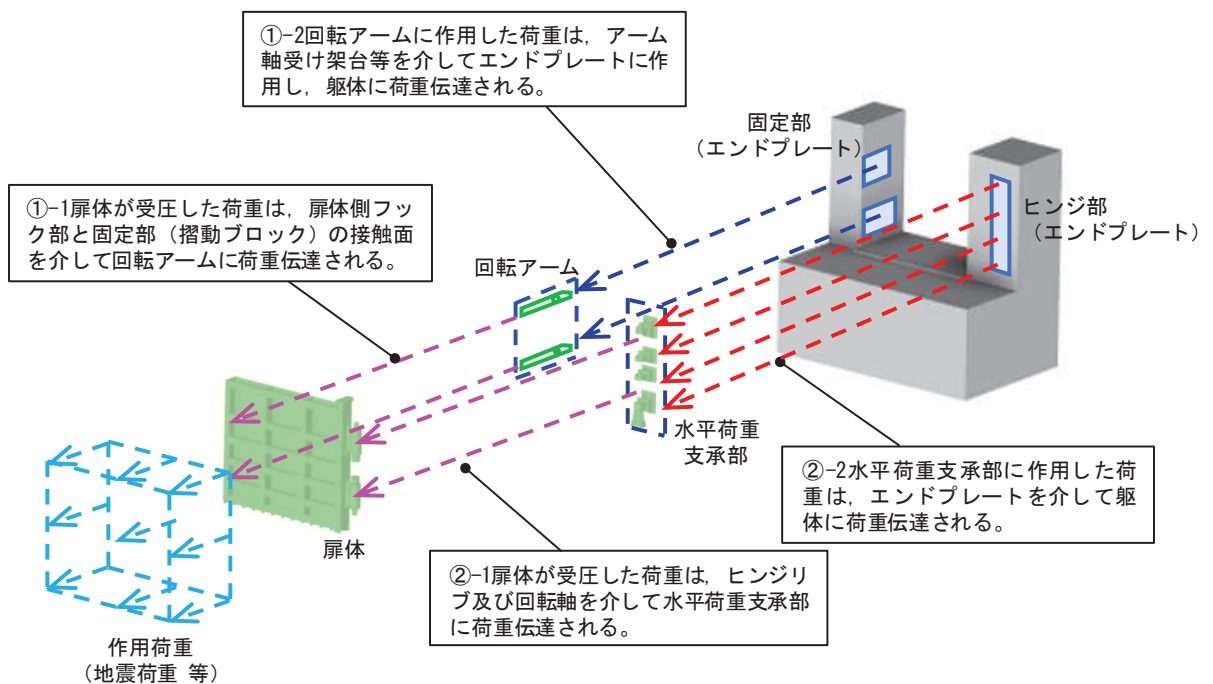 ①-2回転アームに作用した荷重は，アーム
軸受け架台等を介してエンドプレートに作
用し，躯体に荷重伝達される。
固定部
（エンドプレート）
①-1扉体が受圧した荷重は，扉体側フッ
ク部と固定部（摺動ブロック）の接触面
を介して回転アームに荷重伝達される。
ヒンジ部
（エンドプレート）
回転アーム
水平荷重
支承部
②-2水平荷重支承部に作用した荷
重は，エンドプレートを介して躯
体に荷重伝達される。
扉体
②-1扉体が受圧した荷重は，ヒンジリ
ブ及び回転軸を介して水平荷重支承部
に荷重伝達される。
作用荷重
（地震荷重 等）